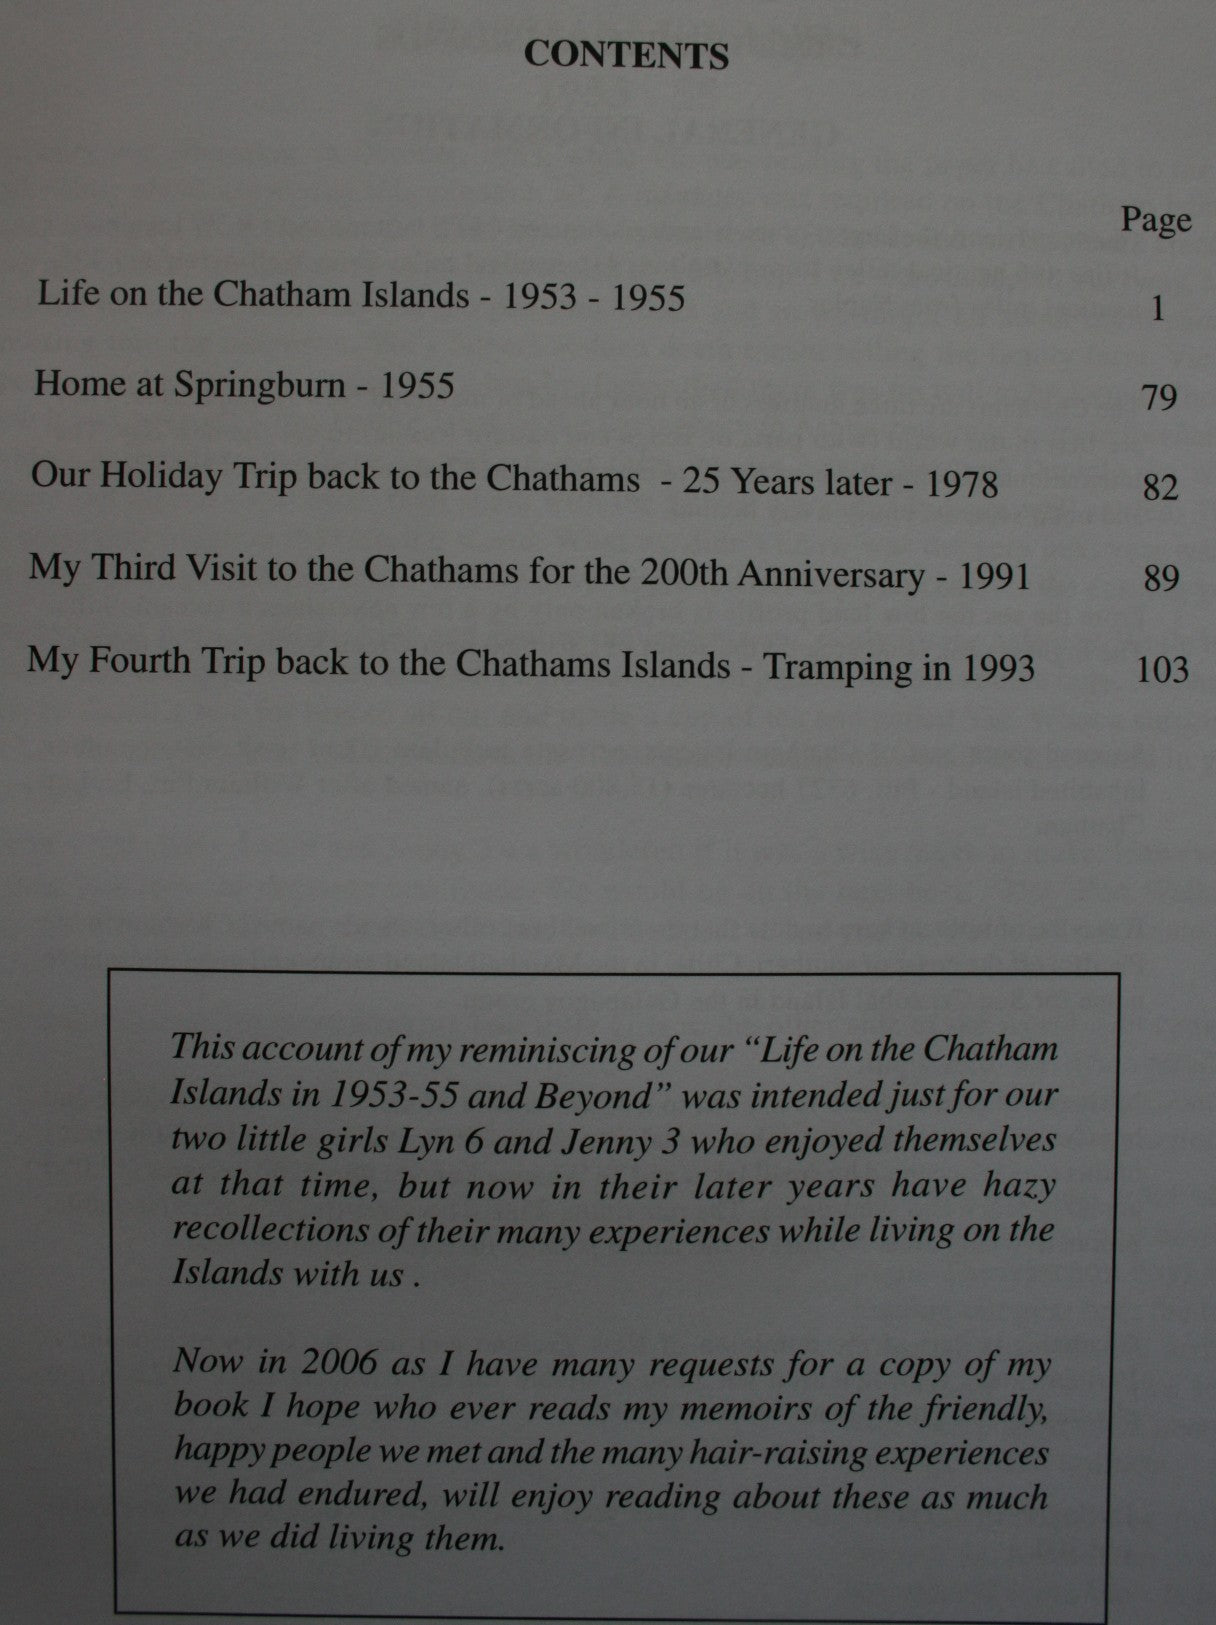 CONTENTS
Page
Life on the Chatham Islands - 1953 - 1955 1
Home at Springburn - 1955 79
Our Holiday Trip back to the Chathams - 25 Years later - 1978 82
My Third Visit to the Chathams for the 200th Anniversary - 1991 89
My Fourth Trip back to the Chathams Islands - Tramping in 1993 103
This account of my reminiscing of our “Life on the Chatham
Islands in 1953-55 and Beyond” was intended just for our
two little girls Lyn 6 and Jenny 3 who enjoyed themselves
at that time, but now in their later years have hazy
recollections of their many experiences while living on the
Islands with us .
Now in 2006 as I have many requests for a copy of my
book I hope who ever reads my memoirs of the friendly,
happy people we met and the many hair-raising experiences
we had endured, will enjoy reading about these as much
as we did living them.